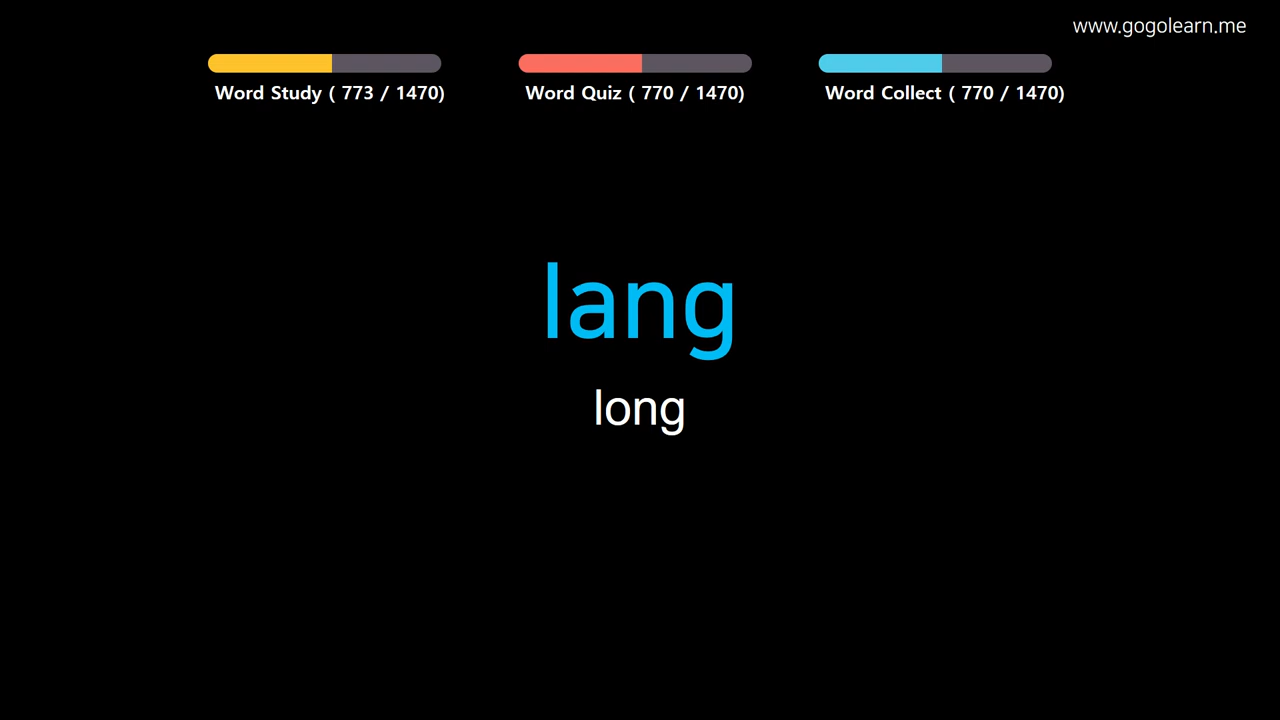 www.gogolearn.me
Word Study ( 773 / 1470)
Word Quiz ( 770 / 1470)
Word Collect ( 770 / 1470)
lang
long